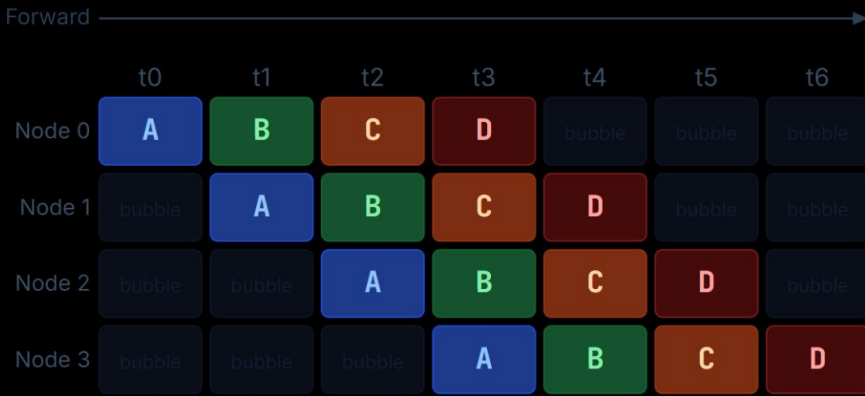 Forward
t0 t1 t2 t3 t4 t5 t6
Node 0 A B C D bubble bubble bubble
Node 1 bubble A B C D bubble bubble
Node 2 bubble bubble A B C D bubble
Node 3 bubble bubble bubble A B C D